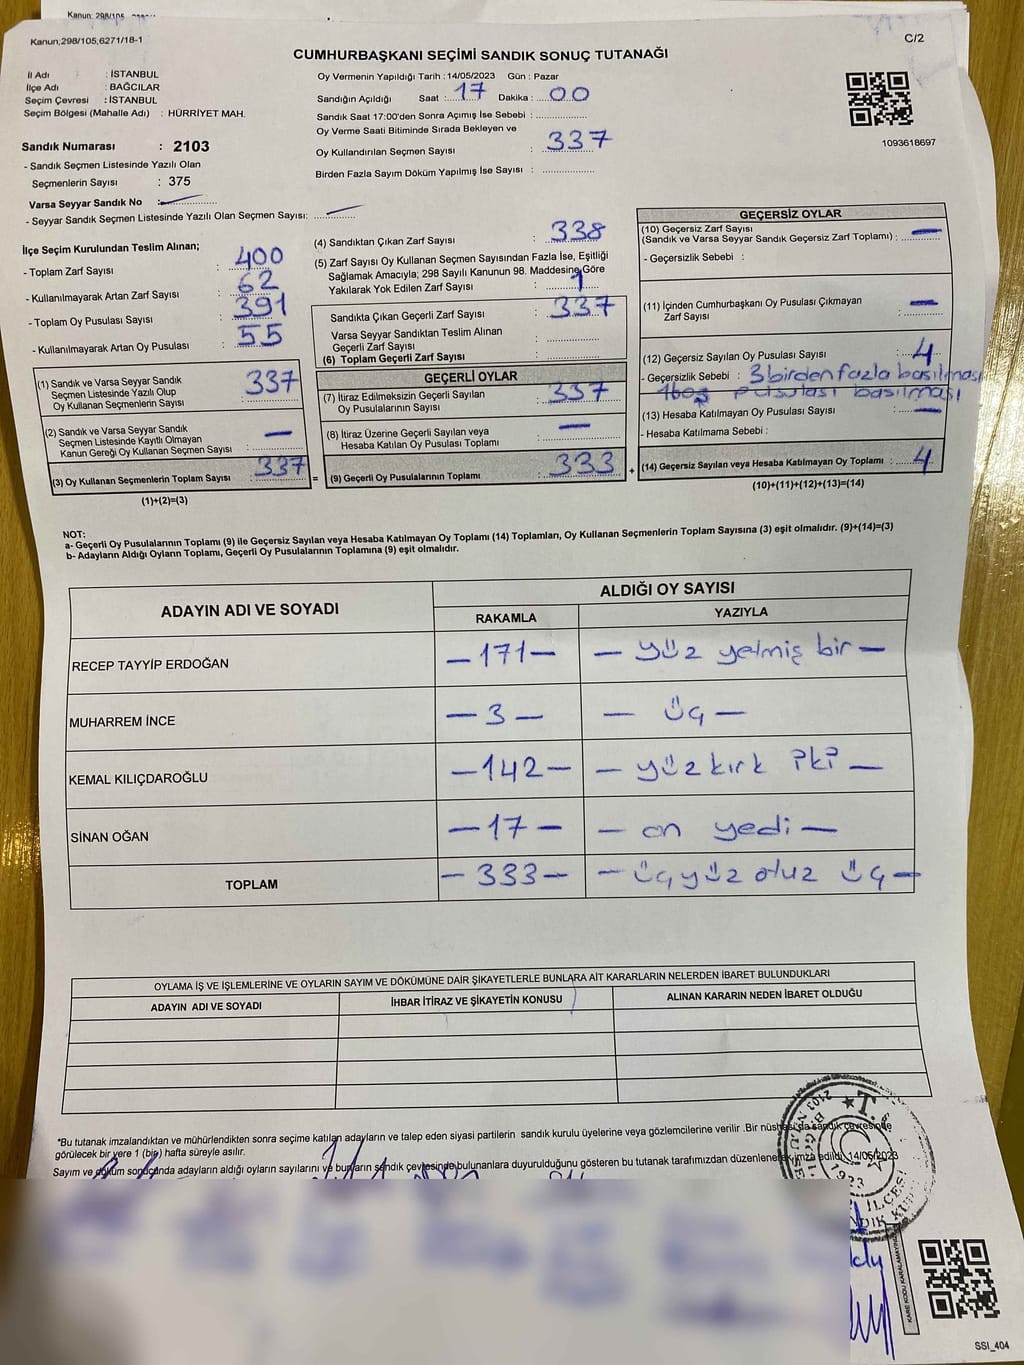 Kanun: 298/105
Kanun;298/105,6271/18-1
C/2
CUMHURBAŞKANI SEÇİMİ SANDIK SONUÇ TUTANAĞI
İl Adı : İSTANBUL
İlçe Adı : BAĞCILAR
Seçim Çevresi : İSTANBUL
Seçim Bölgesi (Mahalle Adı) : HÜRRİYET MAH.
Sandık Numarası : 2103
- Sandık Seçmen Listesinde Yazılı Olan
Seçmenlerin Sayısı : 375
Varsa Seyyar Sandık No :
- Seyyar Sandık Seçmen Listesinde Yazılı Olan Seçmen Sayısı:
Oy Vermenin Yapıldığı Tarih : 14/05/2023 Gün : Pazar
Sandığın Açıldığı Saat : 17 Dakika : 00
Sandık Saat 17:00'den Sonra Açımış İse Sebebi :
Oy Verme Saati Bitiminde Sırada Bekleyen ve
Oy Kullandırılan Seçmen Sayısı : 337
Birden Fazla Sayım Döküm Yapılmış İse Sayısı :
1093618697
İlçe Seçim Kurulundan Teslim Alınan;
- Toplam Zarf Sayısı : 400
- Kullanılmayarak Artan Zarf Sayısı : 62
- Toplam Oy Pusulası Sayısı : 391
- Kullanılmayarak Artan Oy Pusulası : 55
(1) Sandık ve Varsa Seyyar Sandık
Seçmen Listesinde Yazılı Olup
Oy Kullanan Seçmenlerin Sayısı : 337
(2) Sandık ve Varsa Seyyar Sandık
Seçmen Listesinde Kayıtlı Olmayan
Kanun Gereği Oy Kullanan Seçmen Sayısı : —
(3) Oy Kullanan Seçmenlerin Toplam Sayısı : 337
(1)+(2)=(3)
(4) Sandıktan Çıkan Zarf Sayısı : 338
(5) Zarf Sayısı Oy Kullanan Seçmen Sayısından Fazla İse, Eşitliği
Sağlamak Amacıyla; 298 Sayılı Kanunun 98. Maddesine Göre
Yakılarak Yok Edilen Zarf Sayısı : 1
Sandıkta Çıkan Geçerli Zarf Sayısı : 337
Varsa Seyyar Sandıktan Teslim Alınan
Geçerli Zarf Sayısı :
(6) Toplam Geçerli Zarf Sayısı :
GEÇERLİ OYLAR
(7) İtiraz Edilmeksizin Geçerli Sayılan
Oy Pusulalarının Sayısı : 337
(8) İtiraz Üzerine Geçerli Sayılan veya
Hesaba Katılan Oy Pusulası Toplamı : —
= (9) Geçerli Oy Pusulalarının Toplamı : 333 +
GEÇERSİZ OYLAR
(10) Geçersiz Zarf Sayısı
(Sandık ve Varsa Seyyar Sandık Geçersiz Zarf Toplamı) : —
- Geçersizlik Sebebi :
(11) İçinden Cumhurbaşkanı Oy Pusulası Çıkmayan
Zarf Sayısı : —
(12) Geçersiz Sayılan Oy Pusulası Sayısı : 4
- Geçersizlik Sebebi : 3 birden fazla basılması
1 boş pusulası basılması
(13) Hesaba Katılmayan Oy Pusulası Sayısı : —
- Hesaba Katılmama Sebebi :
(14) Geçersiz Sayılan veya Hesaba Katılmayan Oy Toplamı : 4
(10)+(11)+(12)+(13)=(14)
NOT:
a- Geçerli Oy Pusulalarının Toplamı (9) ile Geçersiz Sayılan veya Hesaba Katılmayan Oy Toplamı (14) Toplamları, Oy Kullanan Seçmenlerin Toplam Sayısına (3) eşit olmalıdır. (9)+(14)=(3)
b- Adayların Aldığı Oyların Toplamı, Geçerli Oy Pusulalarının Toplamına (9) eşit olmalıdır.
ADAYIN ADI VE SOYADI
ALDIĞI OY SAYISI
RAKAMLA YAZIYLA
RECEP TAYYİP ERDOĞAN — 171 — — yüz yetmiş bir —
MUHARREM İNCE — 3 — — üç —
KEMAL KILIÇDAROĞLU — 142 — — yüz kırk iki —
SİNAN OĞAN — 17 — — on yedi —
TOPLAM — 333 — — üç yüz otuz üç —
OYLAMA İŞ VE İŞLEMLERİNE VE OYLARIN SAYIM VE DÖKÜMÜNE DAİR ŞİKAYETLERLE BUNLARA AİT KARARLARIN NELERDEN İBARET BULUNDUKLARI
ADAYIN ADI VE SOYADI İHBAR İTİRAZ VE ŞİKAYETİN KONUSU ALINAN KARARIN NEDEN İBARET OLDUĞU
*Bu tutanak imzalandıktan ve mühürlendikten sonra seçime katılan adayların ve talep eden siyasi partilerin sandık kurulu üyelerine veya gözlemcilerine verilir .Bir nüshesi'de sandık çevresinde
görülecek bir yere 1 (bir) hafta süreyle asılır.
Sayım ve döküm sonucunda adayların aldığı oyların sayılarını ve bunların sandık çevresinde bulunanlara duyurulduğunu gösteren bu tutanak tarafımızdan düzenlenerek imza edildi. 14/05/2023
2103
T.
1923
İLÇESİ
KARE KODU KARALAMAYINIZ
SSI_404